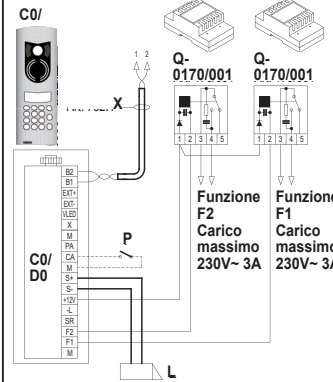 C0/
1 2
X
Q-
0170/001
Q-
0170/001
1 2 3 4 5
1 2 3 4 5
Funzione
F2
Carico
massimo
230V~ 3A
Funzione
F1
Carico
massimo
230V~ 3A
C0/
D0
B2
B1
EXT+
EXT-
VLED
X
M
PA
CA
M
S+
S-
+12V
-L
SR
F2
F1
M
P
L